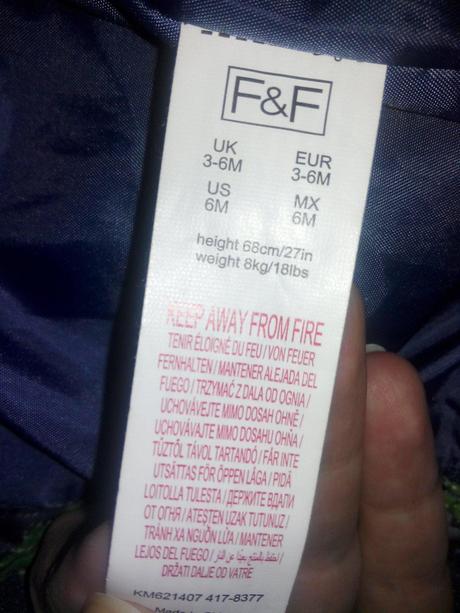 F&F
UK
3-6M
EUR
3-6M
US
6M
MX
6M
height 68cm/27in
weight 8kg/18lbs
KEEP AWAY FROM FIRE
TENIR ÉLOIGNÉ DU FEU / VON FEUER
FERNHALTEN / MANTENER ALEJADA DEL
FUEGO / TRZYMAĆ Z DALA OD OGNIA /
UCHOVÁVEJTE MIMO DOSAH OHNĚ /
UCHOVÁVAJTE MIMO DOSAHU OHŇA /
TŰZTŐL TÁVOL TARTANDÓ / FÅR INTE
UTSÄTTAS FÖR ÖPPEN LÅGA / PIDÄ
LOITOLLA TULESTA / ДЕРЖИТЕ ВДАЛИ
ОТ ОГНЯ / ATEŞTEN UZAK TUTUNUZ /
TRÁNH XA NGUỒN LỬA / MANTENER
LEJOS DEL FUEGO /
DRŽATI DALJE OD VATRE
KM621407 417-8377
Made in